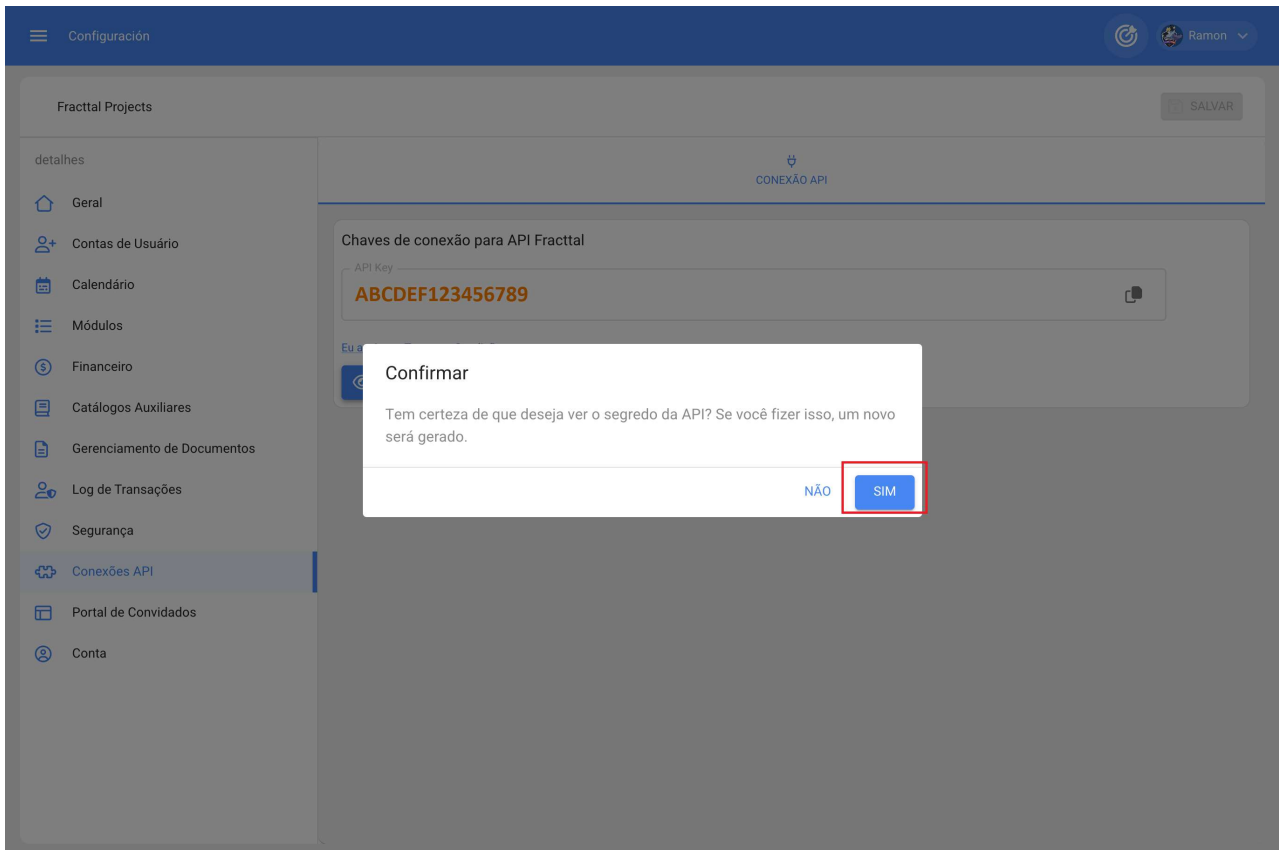 Configuración
Ramon
Fracttal Projects
SALVAR
detalhes
Geral
Contas de Usuário
Calendário
Módulos
Financeiro
Catálogos Auxiliares
Gerenciamento de Documentos
Log de Transações
Segurança
Conexões API
Portal de Convidados
Conta
CONEXÃO API
Chaves de conexão para API Fracttal
API Key
ABCDEF123456789
Eu
Confirmar
Tem certeza de que deseja ver o segredo da API? Se você fizer isso, um novo
será gerado.
NÃO
SIM